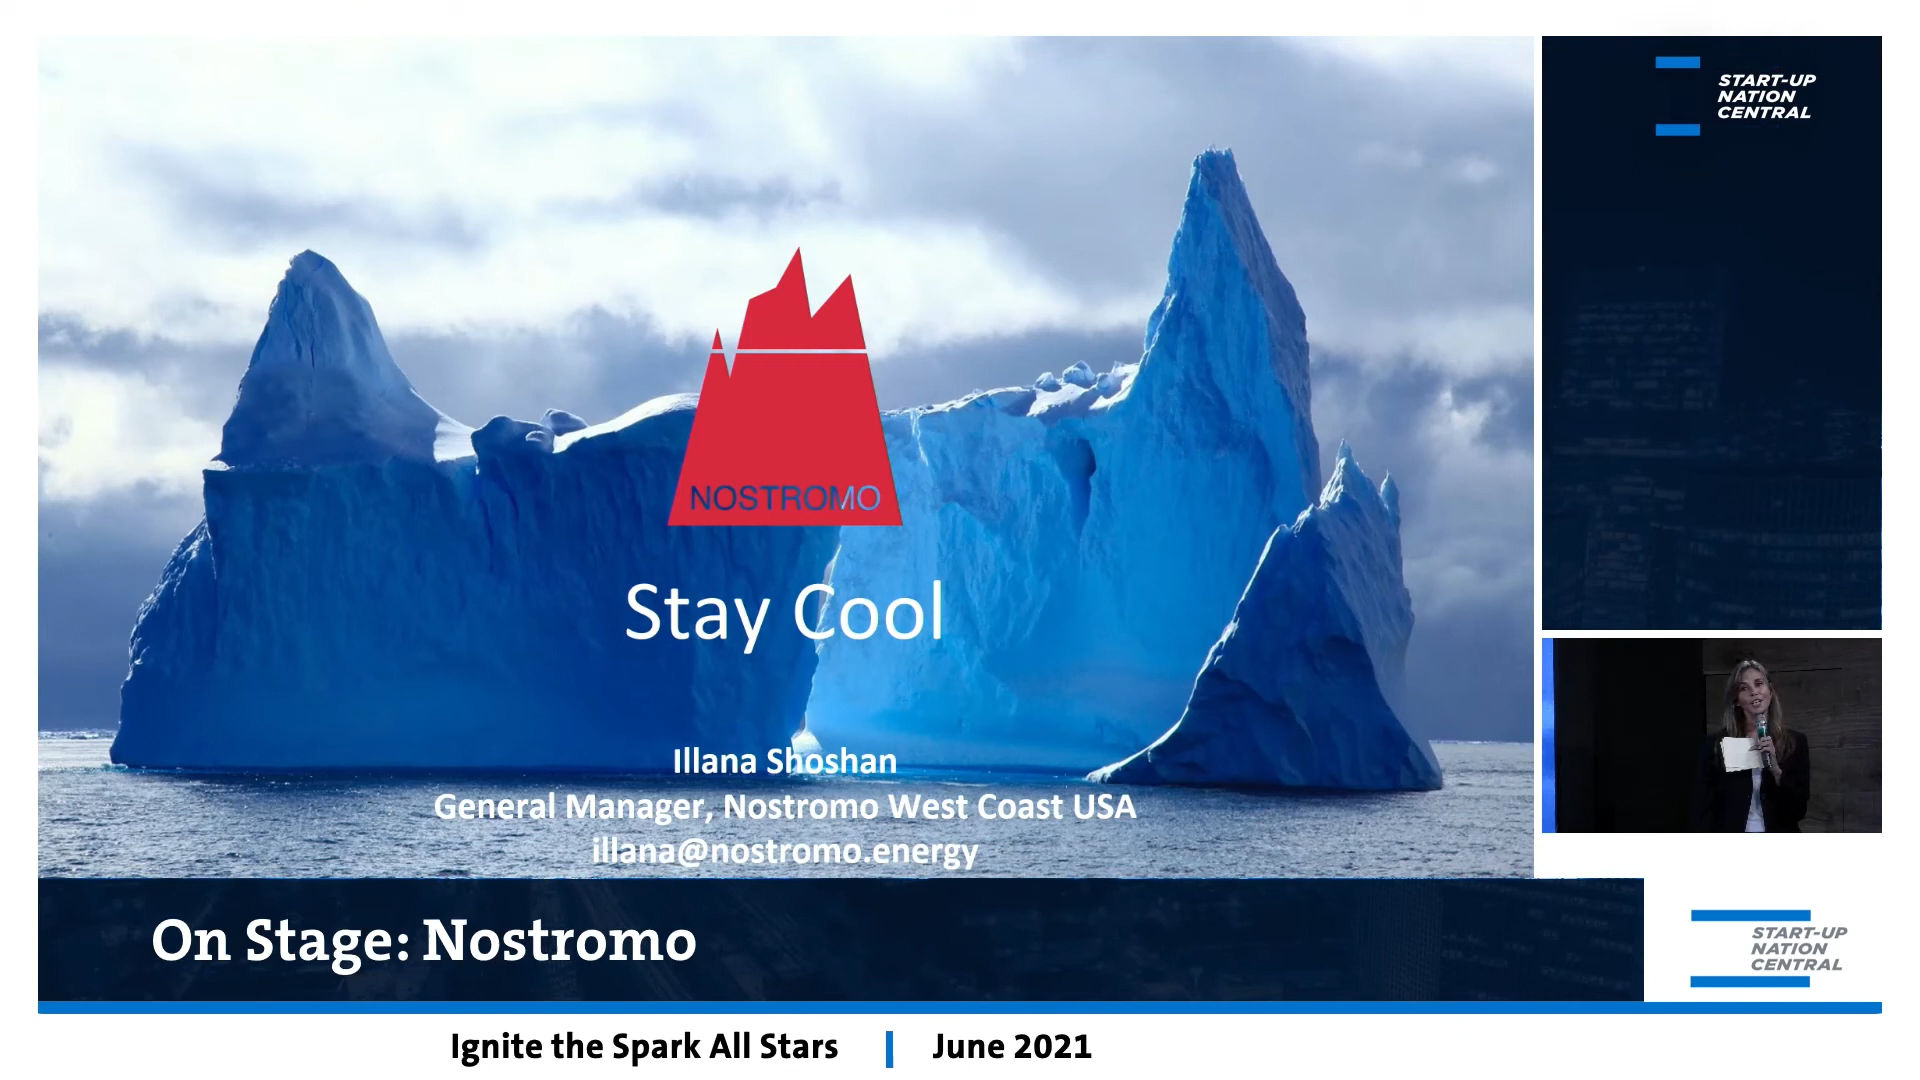 START-UP
NATION
CENTRAL
NOSTROMO
Stay Cool
Illana Shoshan
General Manager, Nostromo West Coast USA
illana@nostromo.energy
On Stage: Nostromo
START-UP
NATION
CENTRAL
Ignite the Spark All Stars
June 2021